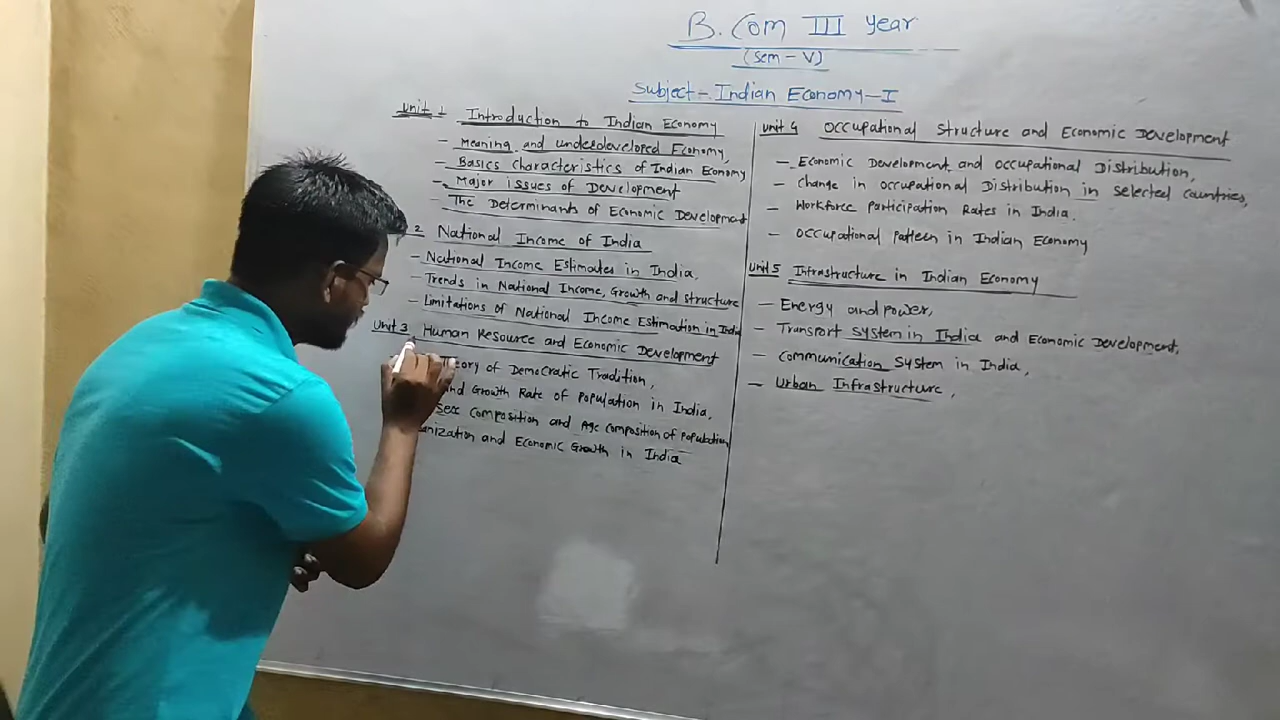 B. Com III Year
(Sem - V)
Subject - Indian Economy - I
Unit 1 Introduction to Indian Economy
- Meaning and underdeveloped Economy,
- Basics characteristics of Indian Economy
- Major issues of Development
- The Determinants of Economic Development
2 National Income of India
- National Income Estimates in India.
- Trends in National Income, Growth and structure
- Limitations of National Income Estimation in India
Unit 3 Human Resource and Economic Development
of Democratic Tradition,
Growth Rate of Population in India,
Sex Composition and Age Composition of Population
and Economic Growth in India
Unit 4 Occupational Structure and Economic Development
- Economic Development and occupational Distribution,
- Change in occupational Distribution in selected countries,
- Workforce participation Rates in India.
- Occupational patteen in Indian Economy
Unit 5 Infrastructure in Indian Economy
- Energy and power,
- Transport system in India and Economic Development,
- Communication System in India,
- Urban Infrastructure,